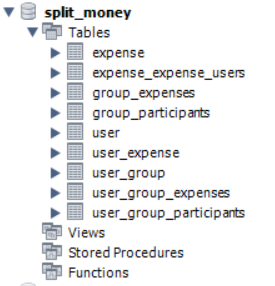 split_money
Tables
expense
expense_expense_users
group_expenses
group_participants
user
user_expense
user_group
user_group_expenses
user_group_participants
Views
Stored Procedures
Functions